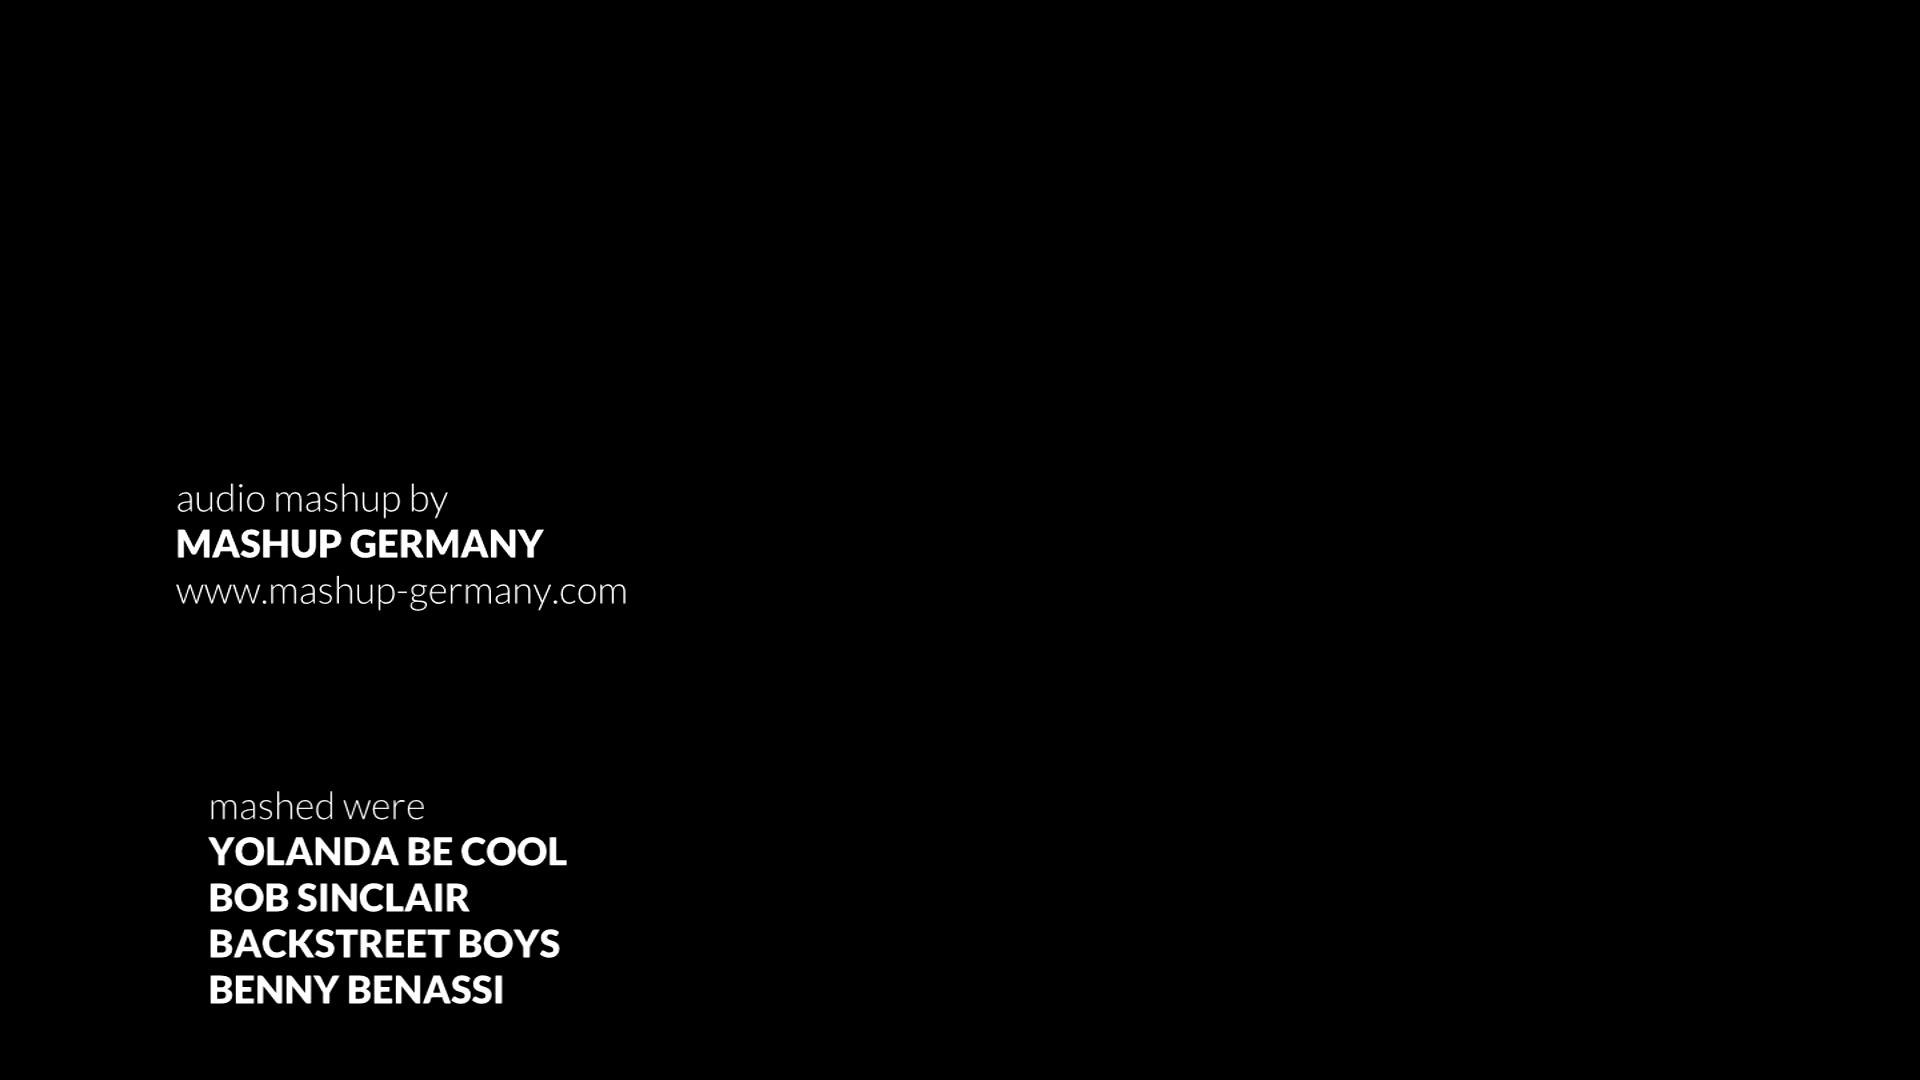 audio mashup by
MASHUP GERMANY
www.mashup-germany.com
mashed were
YOLANDA BE COOL
BOB SINCLAIR
BACKSTREET BOYS
BENNY BENASSI